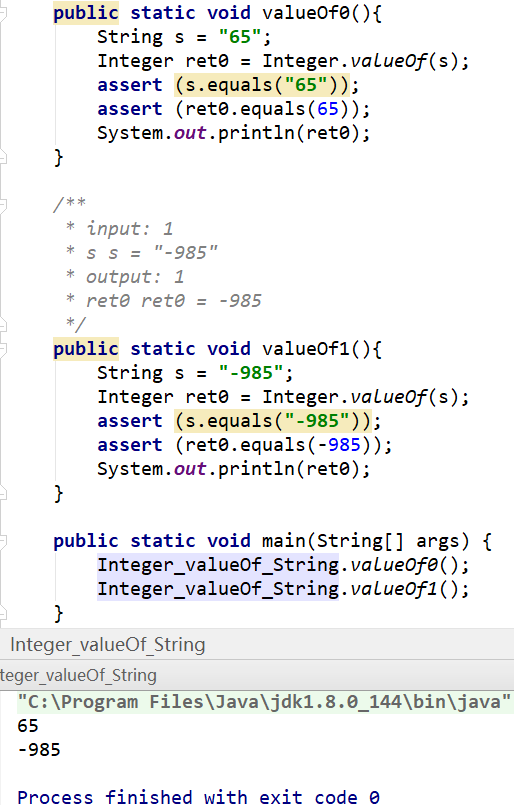 public static void valueOf0(){
String s = "65";
Integer ret0 = Integer.valueOf(s);
assert (s.equals("65"));
assert (ret0.equals(65));
System.out.println(ret0);
}
/**
* input: 1
* s s = "-985"
* output: 1
* ret0 ret0 = -985
*/
public static void valueOf1(){
String s = "-985";
Integer ret0 = Integer.valueOf(s);
assert (s.equals("-985"));
assert (ret0.equals(-985));
System.out.println(ret0);
}
public static void main(String[] args) {
Integer_valueOf_String.valueOf0();
Integer_valueOf_String.valueOf1();
}
Integer_valueOf_String
teger_valueOf_String
"C:\Program Files\Java\jdk1.8.0_144\bin\java"
65
-985
Process finished with exit code 0